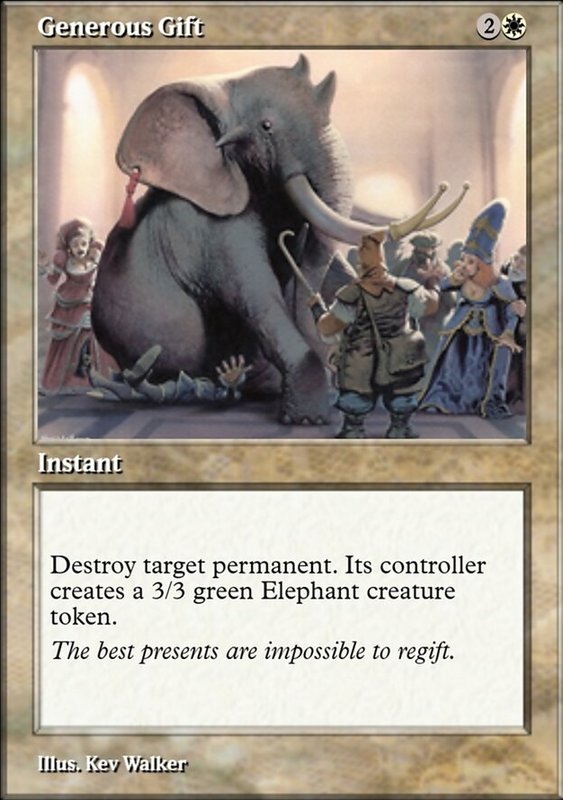 Generous Gift 2
Instant
Destroy target permanent. Its controller
creates a 3/3 green Elephant creature
token.
The best presents are impossible to regift.
Illus. Kev Walker